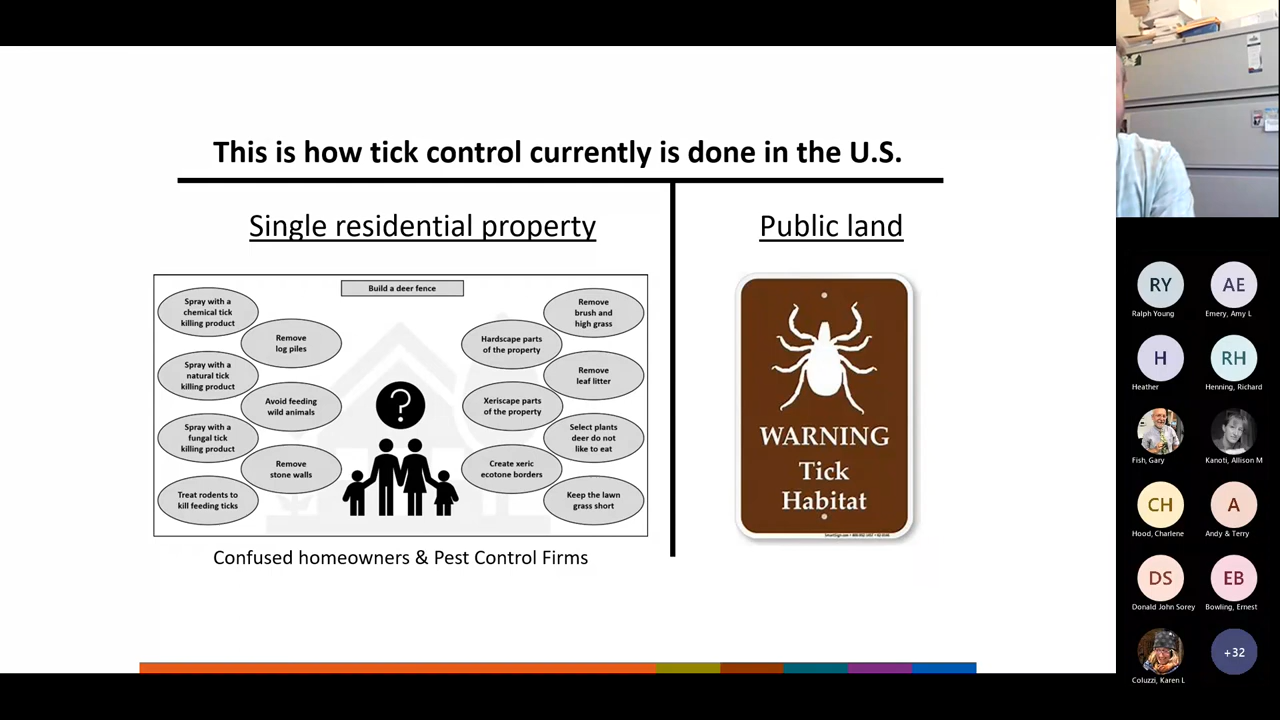 This is how tick control currently is done in the U.S.
Single residential property
Public land
Build a deer fence
Spray with a
chemical tick
killing product
Remove
log piles
Spray with a
natural tick
killing product
Avoid feeding
wild animals
Spray with a
fungal tick
killing product
Remove
stone walls
Treat rodents to
kill feeding ticks
?
Hardscape parts
of the property
Remove
brush and
high grass
Remove
leaf litter
Xeriscape parts
of the property
Select plants
deer do not
like to eat
Create xeric
ecotone borders
Keep the lawn
grass short
Confused homeowners & Pest Control Firms
WARNING
Tick
Habitat
RY
Ralph Young
AE
Emery, Amy L
H
Heather
RH
Henning, Richard
Fish, Gary
Kanoti, Allison M
CH
Hood, Charlene
A
Andy & Terry
DS
Donald John Sorey
EB
Bowling, Ernest
Coluzzi, Karen L
+32